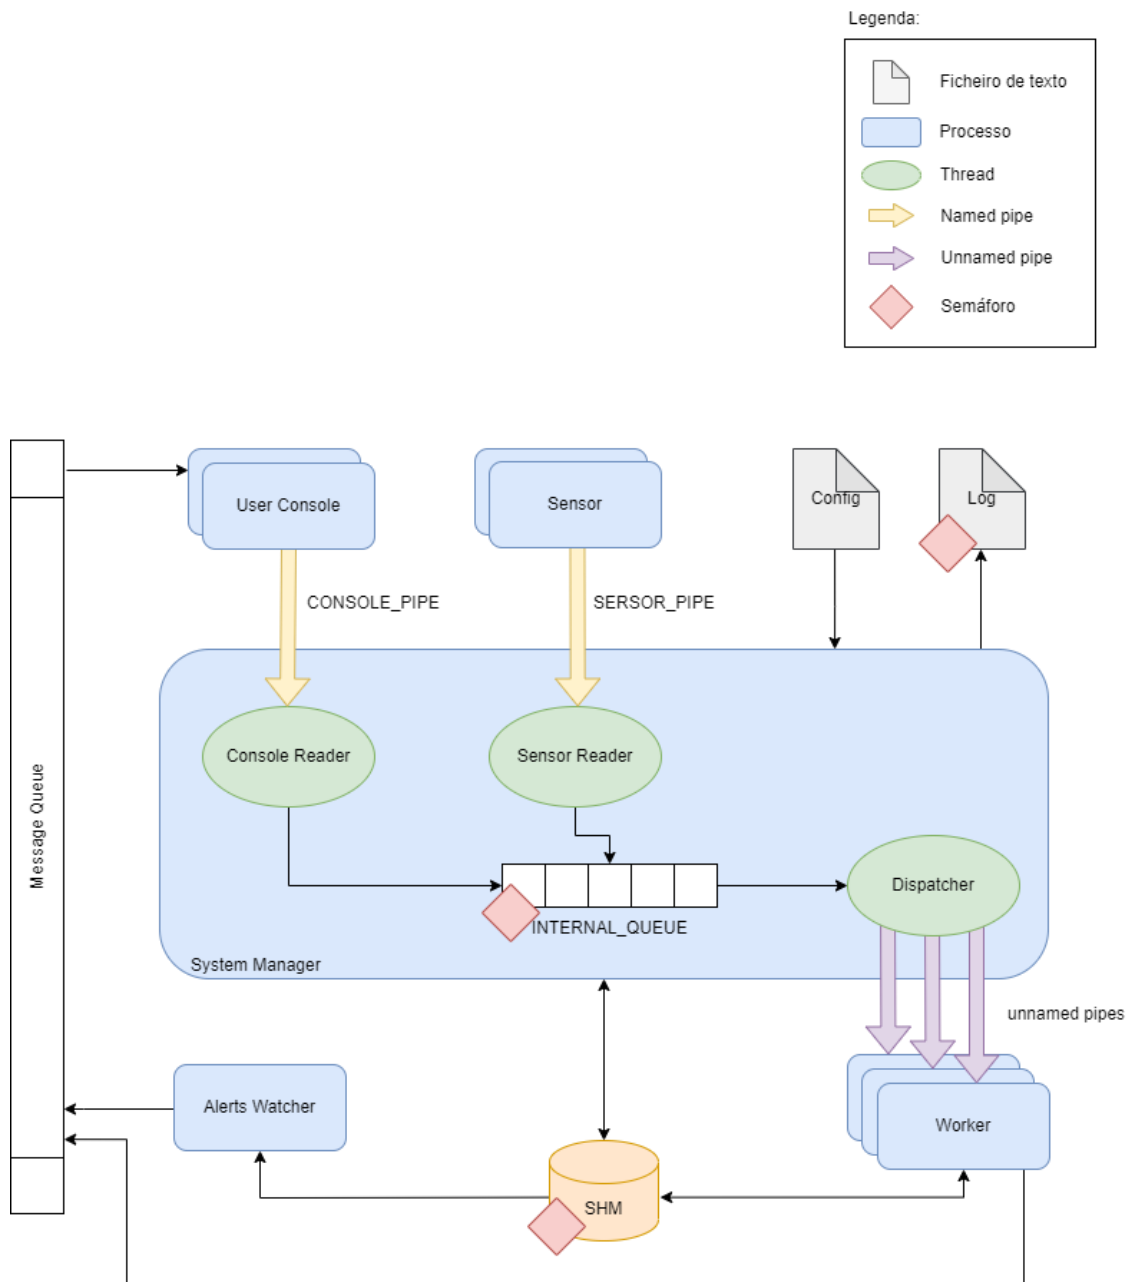 Legenda:
Ficheiro de texto
Processo
Thread
Named pipe
Unnamed pipe
Semáforo
User Console
Sensor
Config
Log
CONSOLE_PIPE
SERSOR_PIPE
Console Reader
Sensor Reader
Message Queue
Dispatcher
INTERNAL_QUEUE
System Manager
unnamed pipes
Alerts Watcher
Worker
SHM